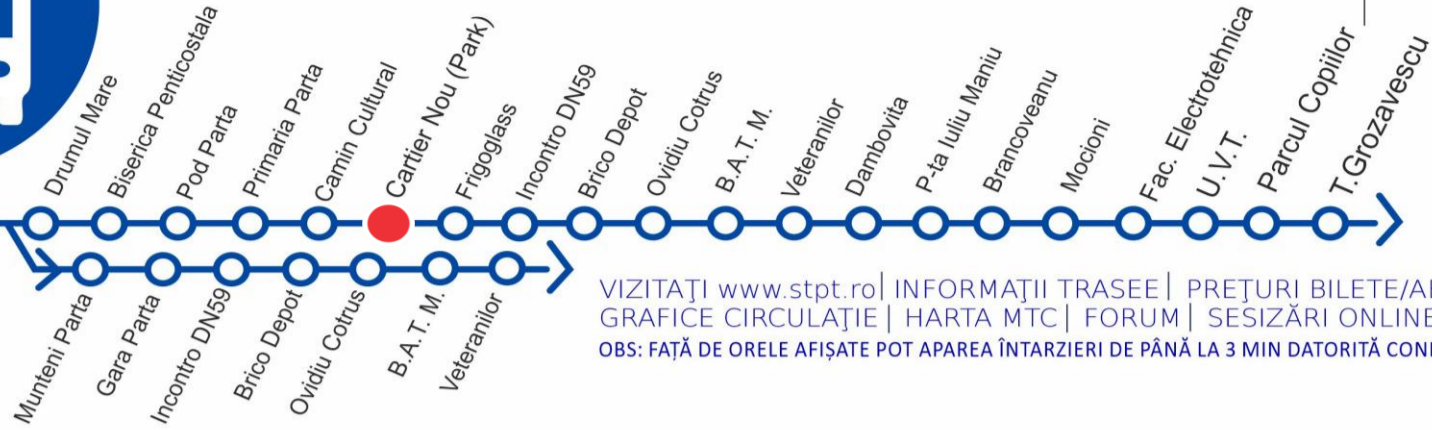 Drumul Mare
Biserica Penticostala
Pod Parta
Primaria Parta
Camin Cultural
Cartier Nou (Park)
Frigoglass
Incontro DN59
Brico Depot
Ovidiu Cotrus
B.A.T. M.
Veteranilor
Dambovita
P-ta Iuliu Maniu
Brancoveanu
Mocioni
Fac. Electrotehnica
U.V.T.
Parcul Copiilor
T.Grozavescu
Munteni Parta
Gara Parta
Incontro DN59
Brico Depot
Ovidiu Cotrus
B.A.T. M.
Veteranilor
VIZITAŢI www.stpt.ro| INFORMAŢII TRASEE| PREŢURI BILETE/AB
GRAFICE CIRCULAŢIE| HARTA MTC| FORUM| SESIZĂRI ONLINE
OBS: FAȚĂ DE ORELE AFIȘATE POT APAREA ÎNTARZIERI DE PÂNĂ LA 3 MIN DATORITĂ